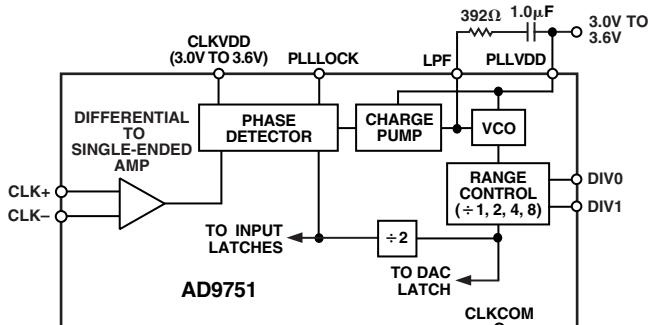 392Ω 1.0μF
3.0V TO
3.6V
CLKVDD
(3.0V TO 3.6V)
PLLLOCK
LPF
PLLVDD
DIFFERENTIAL
TO
SINGLE-ENDED
AMP
PHASE
DETECTOR
CHARGE
PUMP
VCO
CLK+
CLK–
RANGE
CONTROL
(÷1, 2, 4, 8)
DIV0
DIV1
TO INPUT
LATCHES
÷2
TO DAC
LATCH
AD9751
CLKCOM